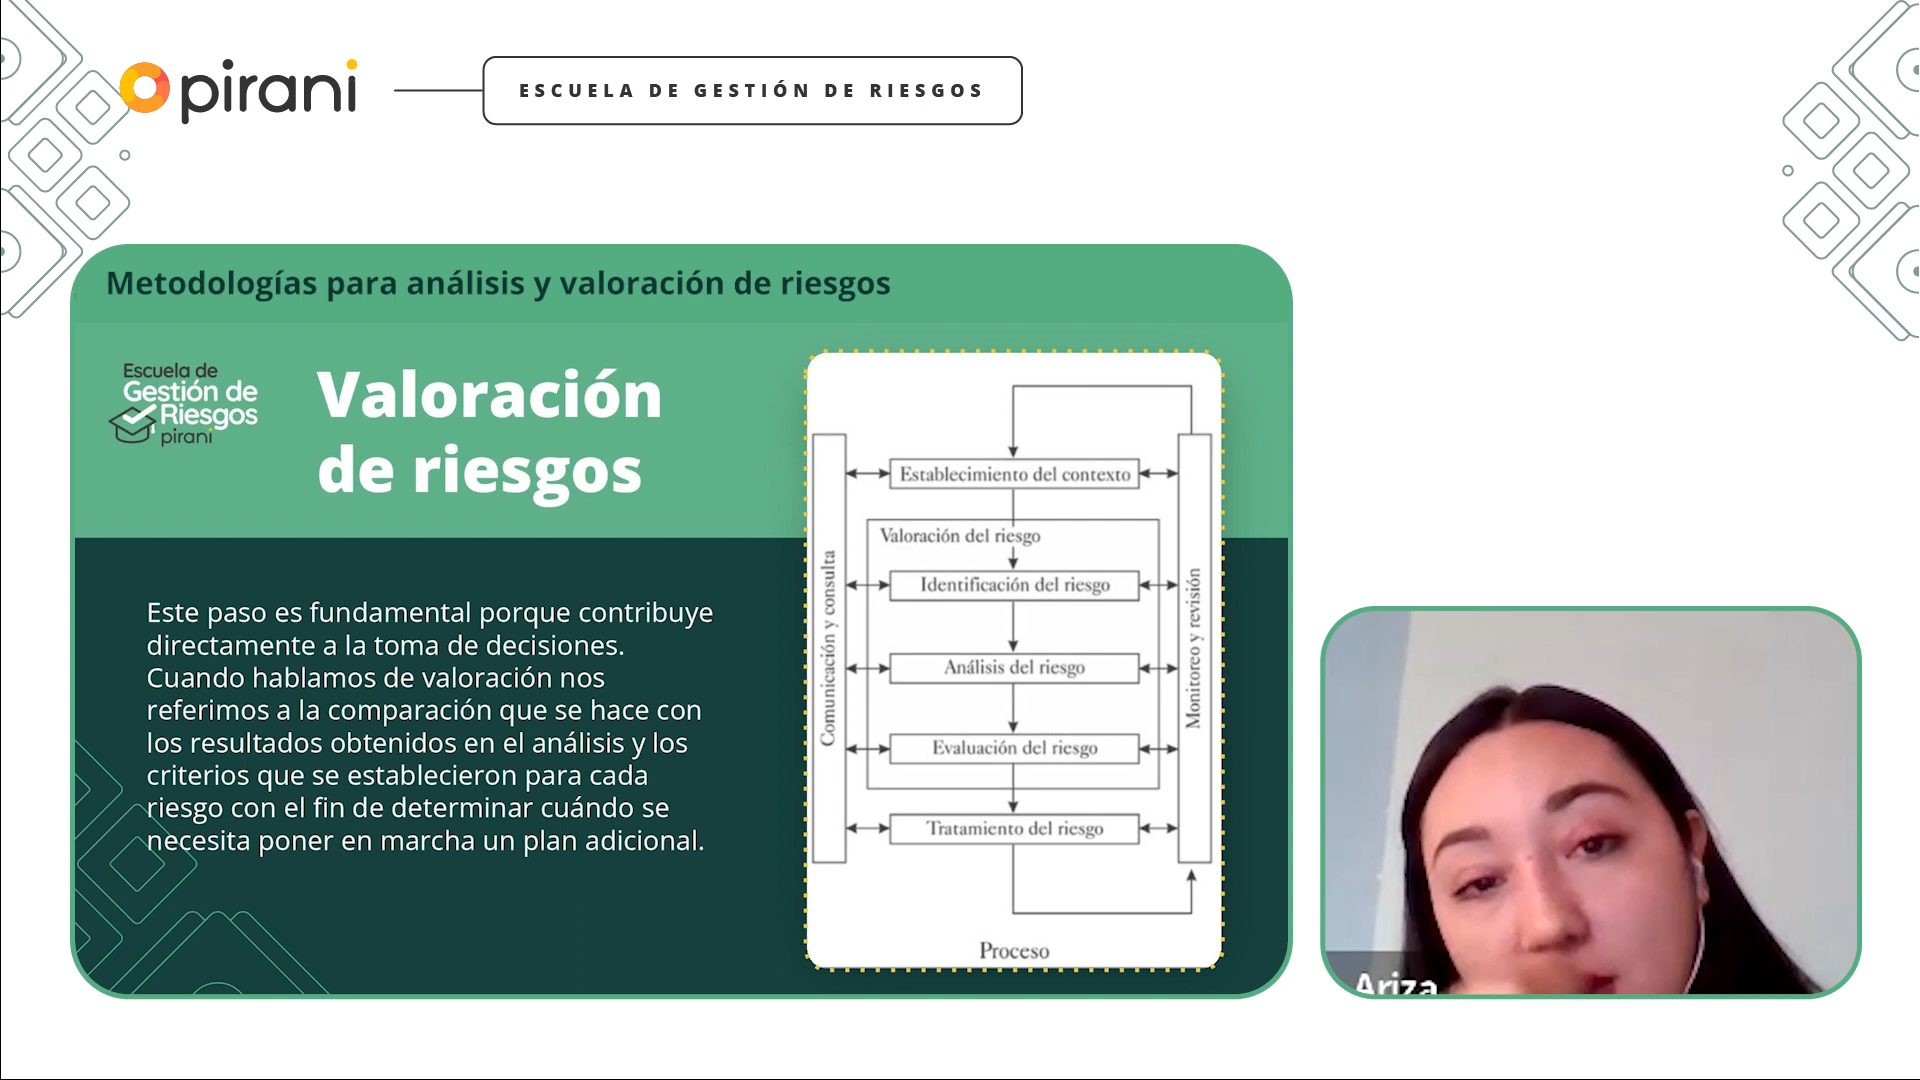 pirani
ESCUELA DE GESTIÓN DE RIESGOS
Metodologías para análisis y valoración de riesgos
Escuela de
Gestión de
Riesgos
pirani
Valoración
de riesgos
Este paso es fundamental porque contribuye
directamente a la toma de decisiones.
Cuando hablamos de valoración nos
referimos a la comparación que se hace con
los resultados obtenidos en el análisis y los
criterios que se establecieron para cada
riesgo con el fin de determinar cuándo se
necesita poner en marcha un plan adicional.
Comunicación y consulta
Establecimiento del contexto
Valoración del riesgo
Identificación del riesgo
Análisis del riesgo
Evaluación del riesgo
Tratamiento del riesgo
Monitoreo y revisión
Proceso
Ariza